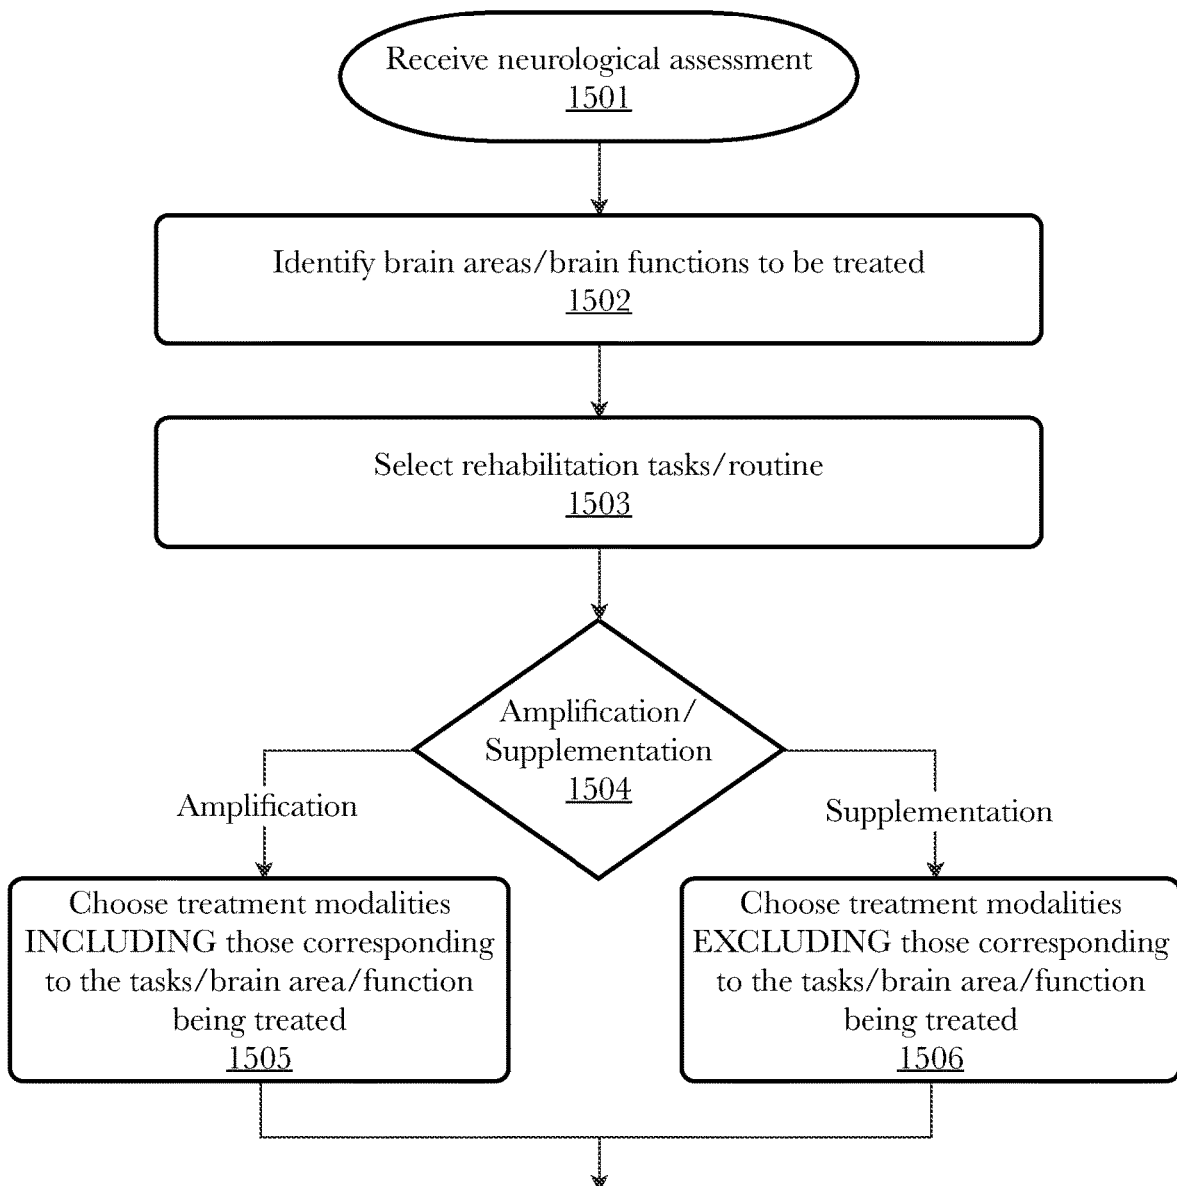 Receive neurological assessment
1501
Identify brain areas/brain functions to be treated
1502
Select rehabilitation tasks/routine
1503
Amplification/
Supplementation
1504
Amplification
Supplementation
Choose treatment modalities
INCLUDING those corresponding
to the tasks/brain area/function
being treated
1505
Choose treatment modalities
EXCLUDING those corresponding
to the tasks/brain area/function
being treated
1506